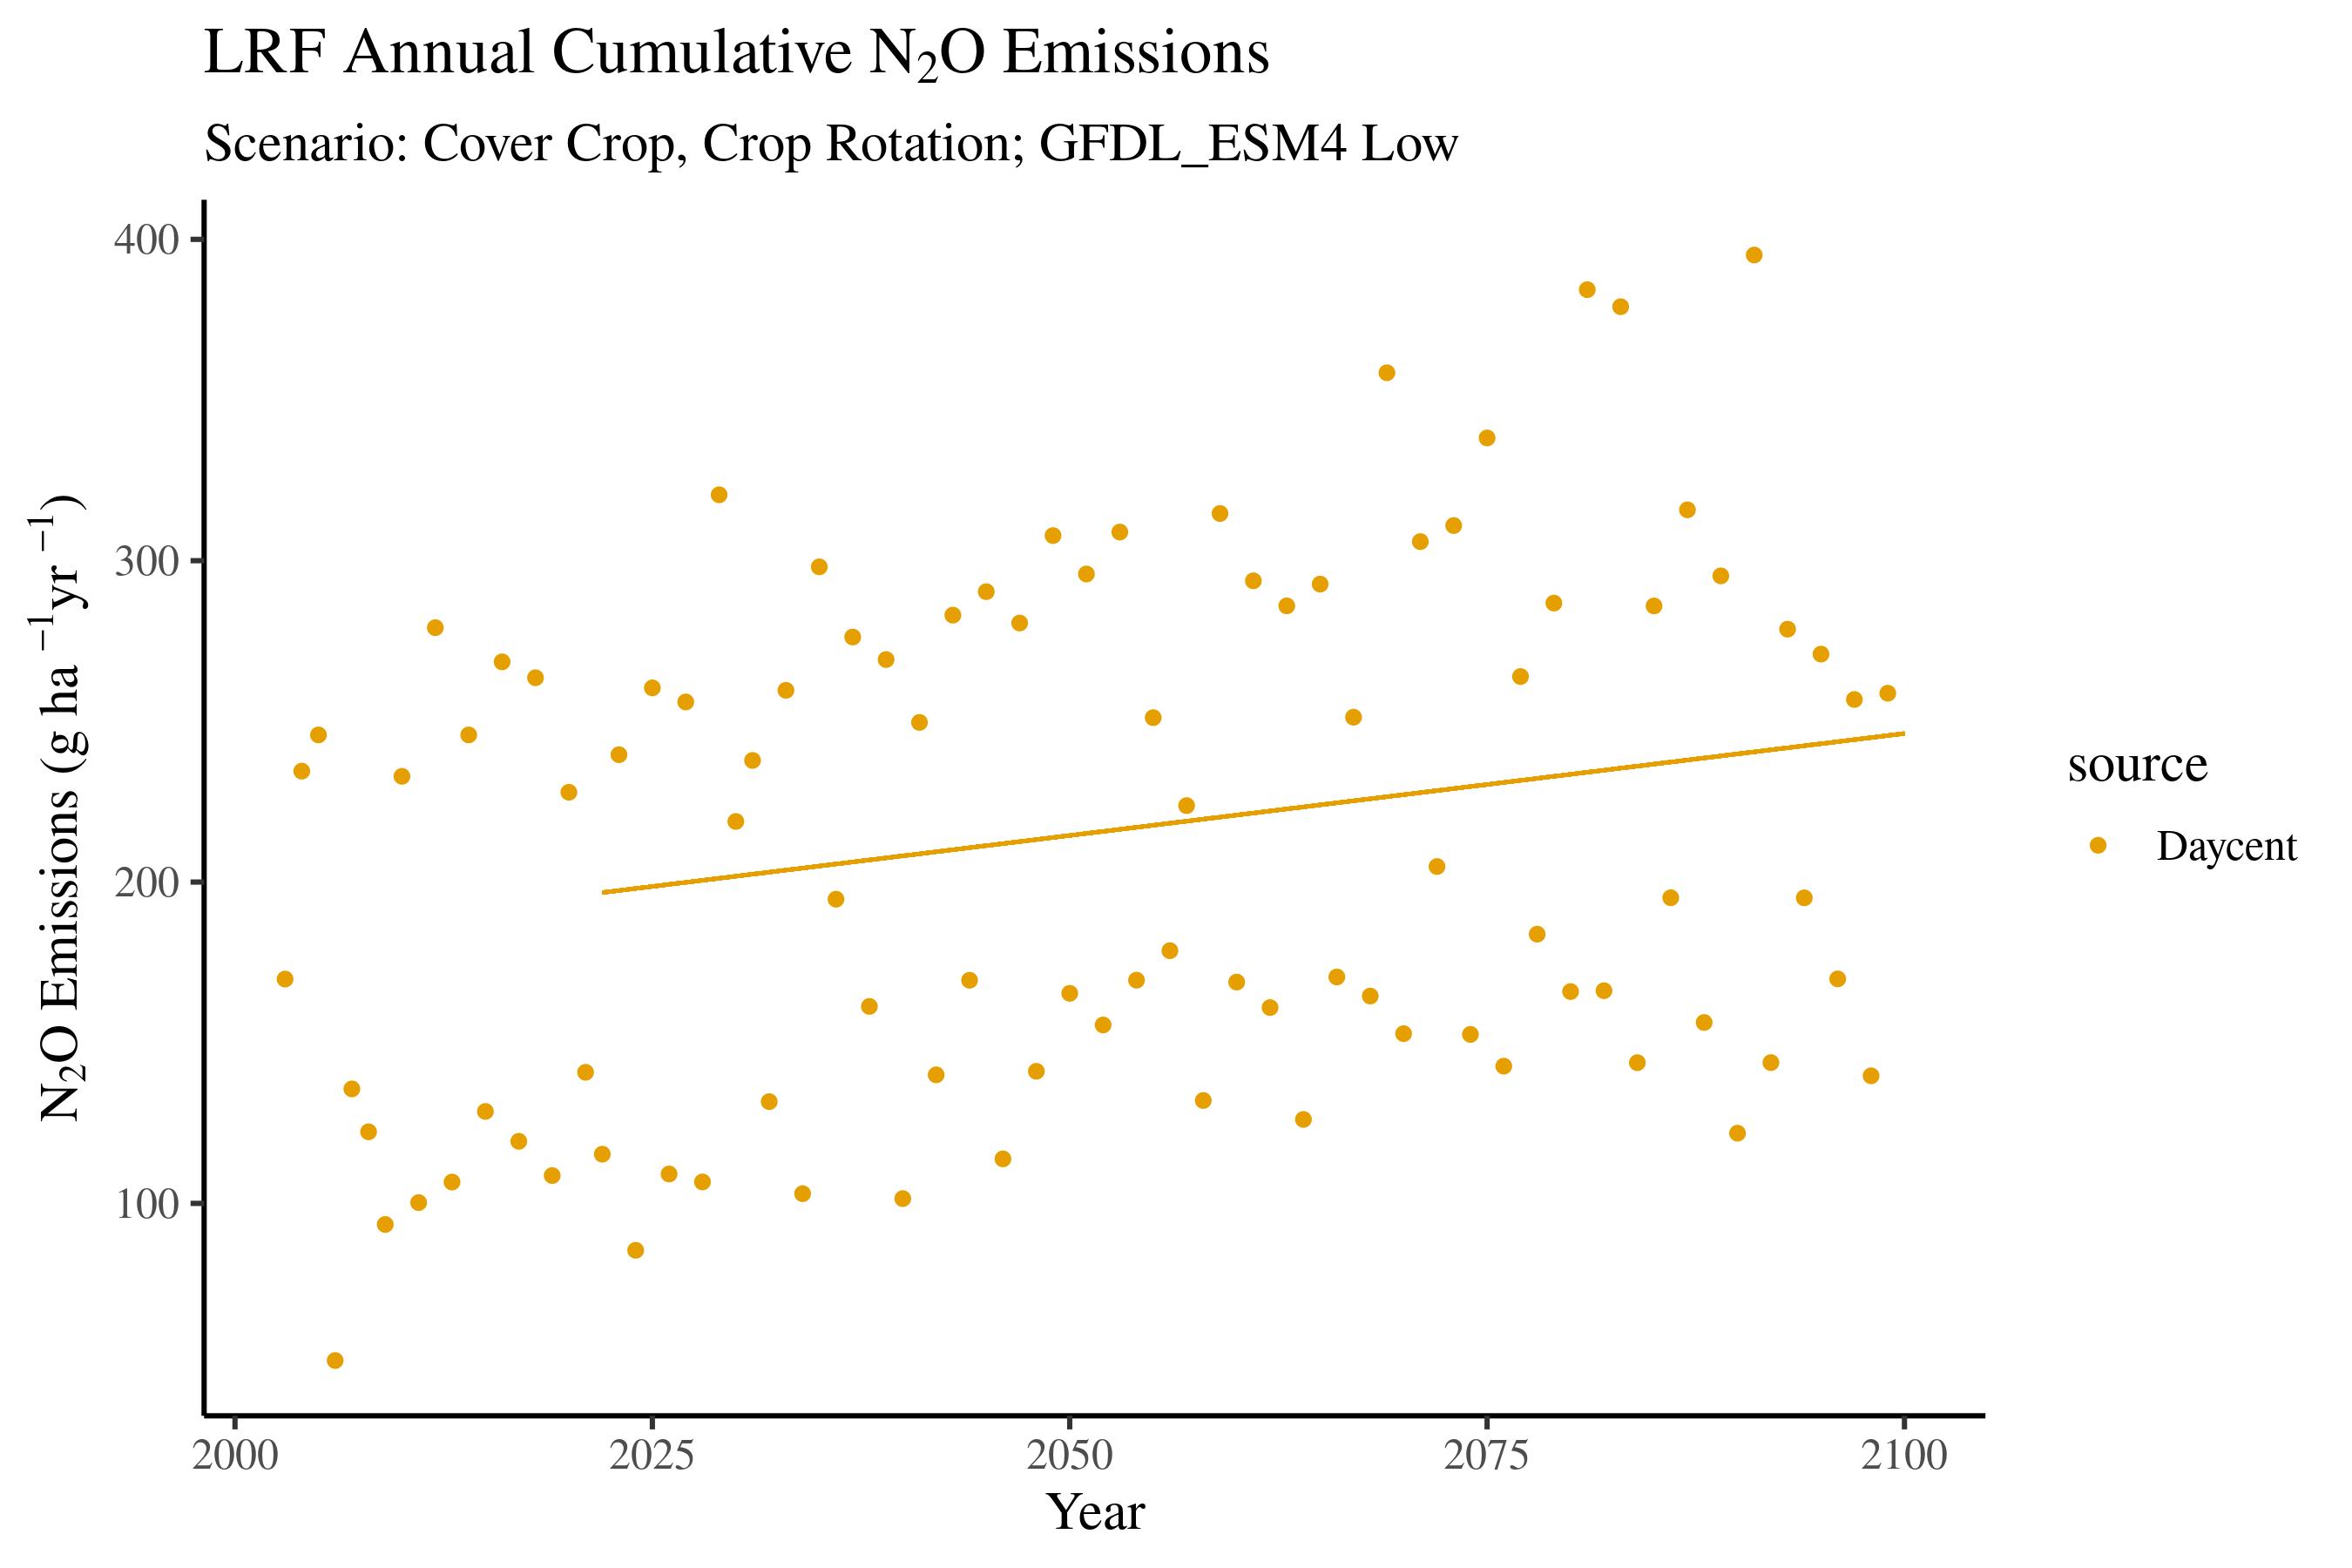 LRF Annual Cumulative N₂O Emissions
Scenario: Cover Crop, Crop Rotation; GFDL_ESM4 Low
N₂O Emissions (g ha⁻¹yr⁻¹)
400
300
200
100
2000
2025
2050
2075
2100
Year
source
Daycent